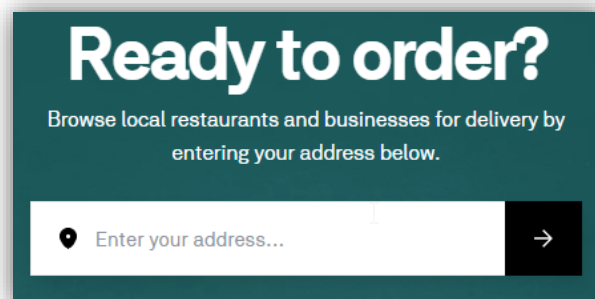 Ready to order?
Browse local restaurants and businesses for delivery by
entering your address below.
Enter your address...